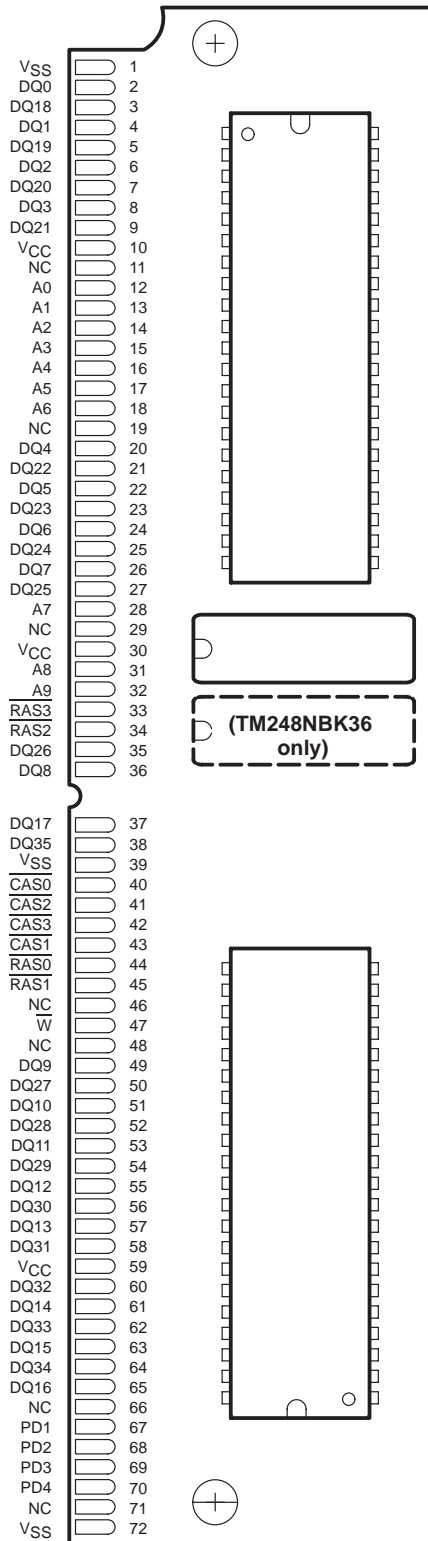 VSS 1
DQ0 2
DQ18 3
DQ1 4
DQ19 5
DQ2 6
DQ20 7
DQ3 8
DQ21 9
VCC 10
NC 11
A0 12
A1 13
A2 14
A3 15
A4 16
A5 17
A6 18
NC 19
DQ4 20
DQ22 21
DQ5 22
DQ23 23
DQ6 24
DQ24 25
DQ7 26
DQ25 27
A7 28
NC 29
VCC 30
A8 31
A9 32
RAS3 33
RAS2 34
DQ26 35
DQ8 36
(TM248NBK36
only)
DQ17 37
DQ35 38
VSS 39
CAS0 40
CAS2 41
CAS3 42
CAS1 43
RAS0 44
RAS1 45
NC 46
W 47
NC 48
DQ9 49
DQ27 50
DQ10 51
DQ28 52
DQ11 53
DQ29 54
DQ12 55
DQ30 56
DQ13 57
DQ31 58
VCC 59
DQ32 60
DQ14 61
DQ33 62
DQ15 63
DQ34 64
DQ16 65
NC 66
PD1 67
PD2 68
PD3 69
PD4 70
NC 71
VSS 72